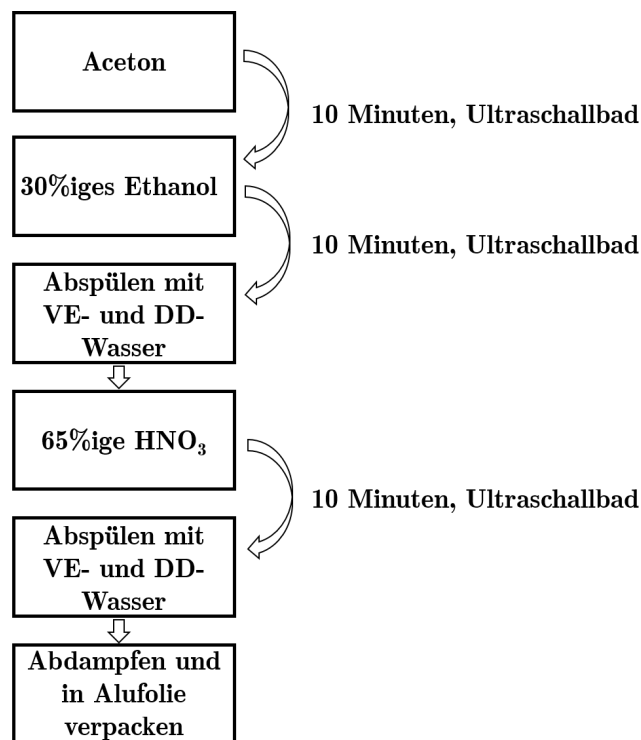 Aceton
10 Minuten, Ultraschallbad
30%iges Ethanol
10 Minuten, Ultraschallbad
Abspülen mit
VE- und DD-
Wasser
65%ige HNO₃
10 Minuten, Ultraschallbad
Abspülen mit
VE- und DD-
Wasser
Abdampfen und
in Alufolie
verpacken